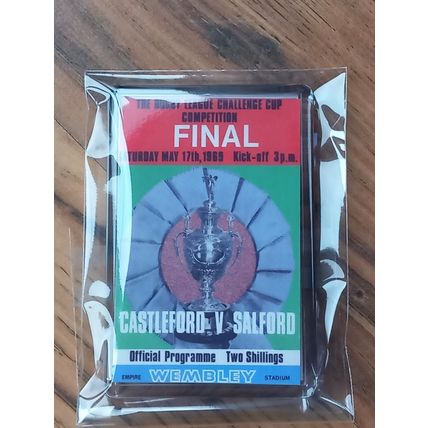 THE RUGBY LEAGUE CHALLENGE CUP
COMPETITION
FINAL
SATURDAY MAY 17th, 1969 Kick-off 3 p.m.
CASTLEFORD V SALFORD
Official Programme Two Shillings
EMPIRE WEMBLEY STADIUM